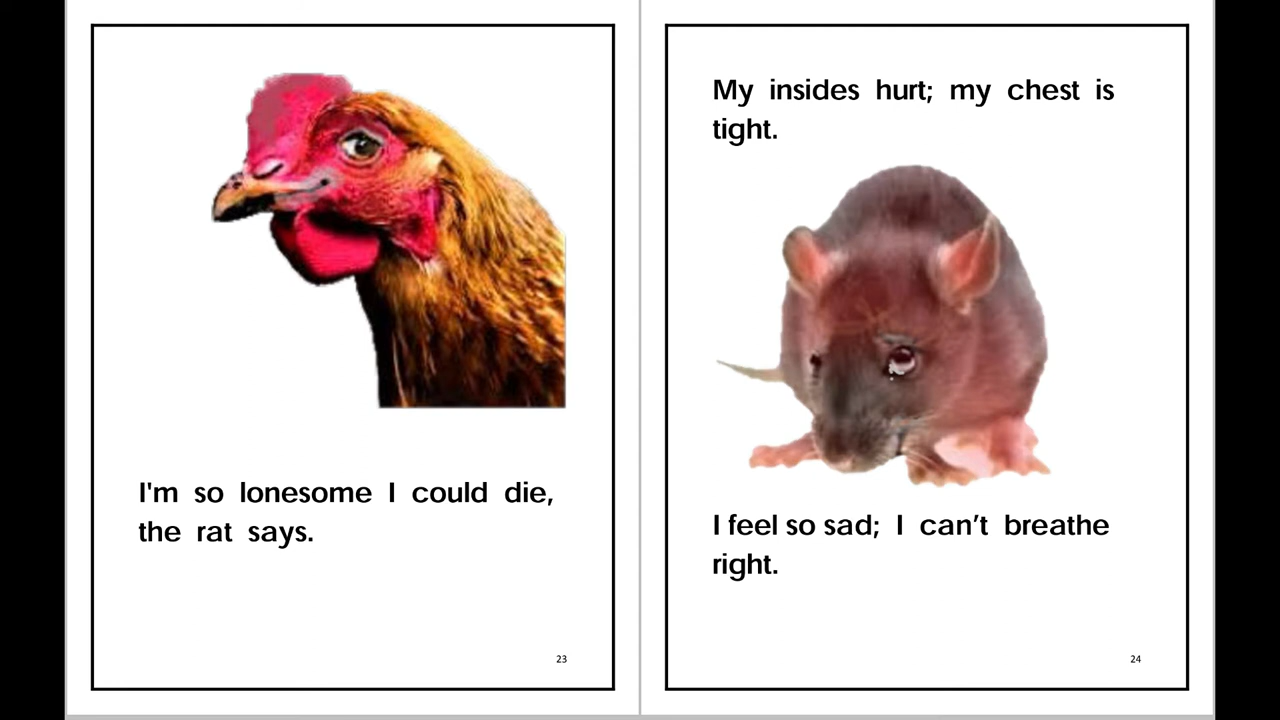 I'm so lonesome I could die,
the rat says.
23
My insides hurt; my chest is
tight.
I feel so sad; I can’t breathe
right.
24